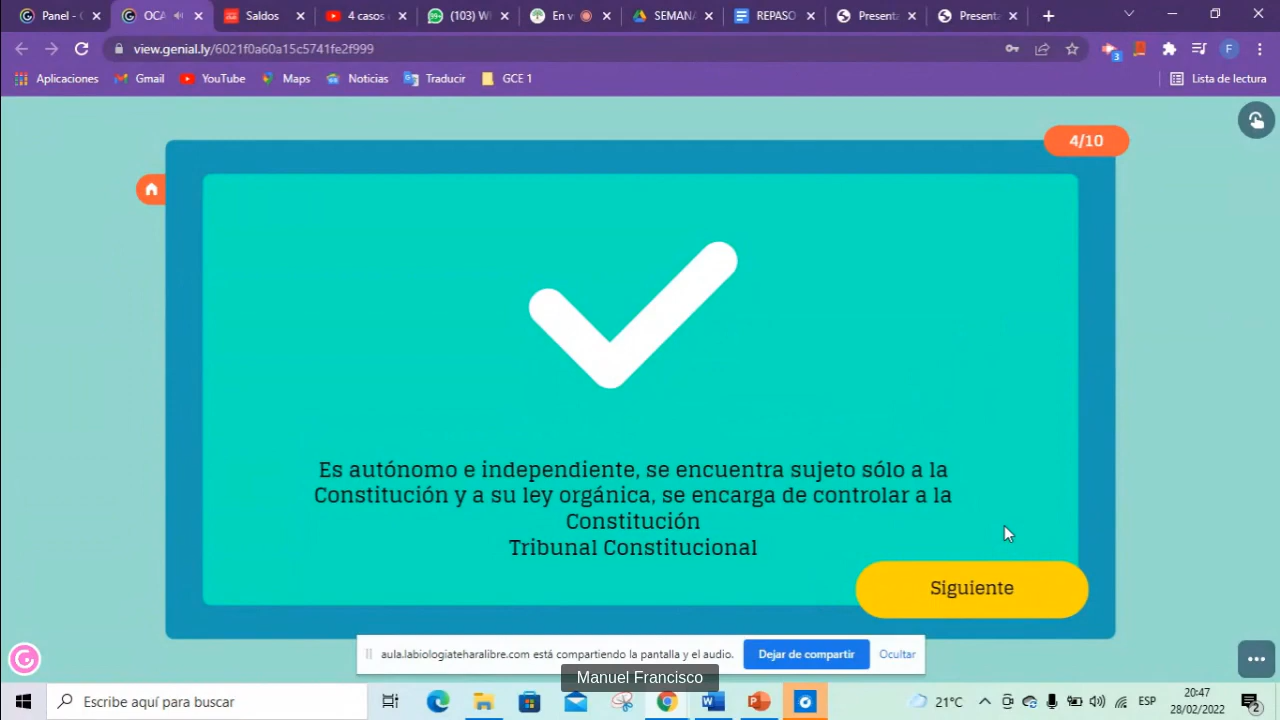 Panel - C
OCA
Saldos
4 casos
(103) W
En v
SEMANA
REPASO
Presenta
Presenta
view.genial.ly/6021f0a60a15c5741fe2f999
3
F
Aplicaciones
Gmail
YouTube
Maps
Noticias
Traducir
GCE 1
Lista de lectura
4/10
Es autónomo e independiente, se encuentra sujeto sólo a la
Constitución y a su ley orgánica, se encarga de controlar a la
Constitución
Tribunal Constitucional
Siguiente
aula.labiologiateharalibre.com está compartiendo la pantalla y el audio.
Dejar de compartir
Ocultar
Manuel Francisco
Escribe aquí para buscar
21°C
ESP
20:47
28/02/2022
2